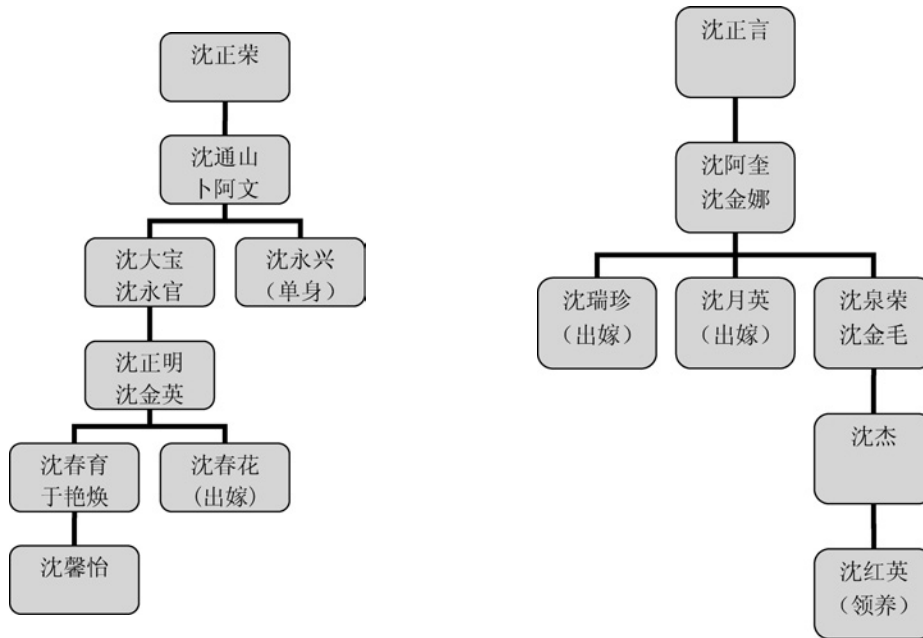 沈正荣
沈通山
卜阿文
沈大宝
沈永官
沈永兴
（单身）
沈正明
沈金英
沈春育
于艳焕
沈春花
(出嫁)
沈馨怡
沈正言
沈阿奎
沈金娜
沈瑞珍
（出嫁）
沈月英
（出嫁）
沈泉荣
沈金毛
沈杰
沈红英
（领养）